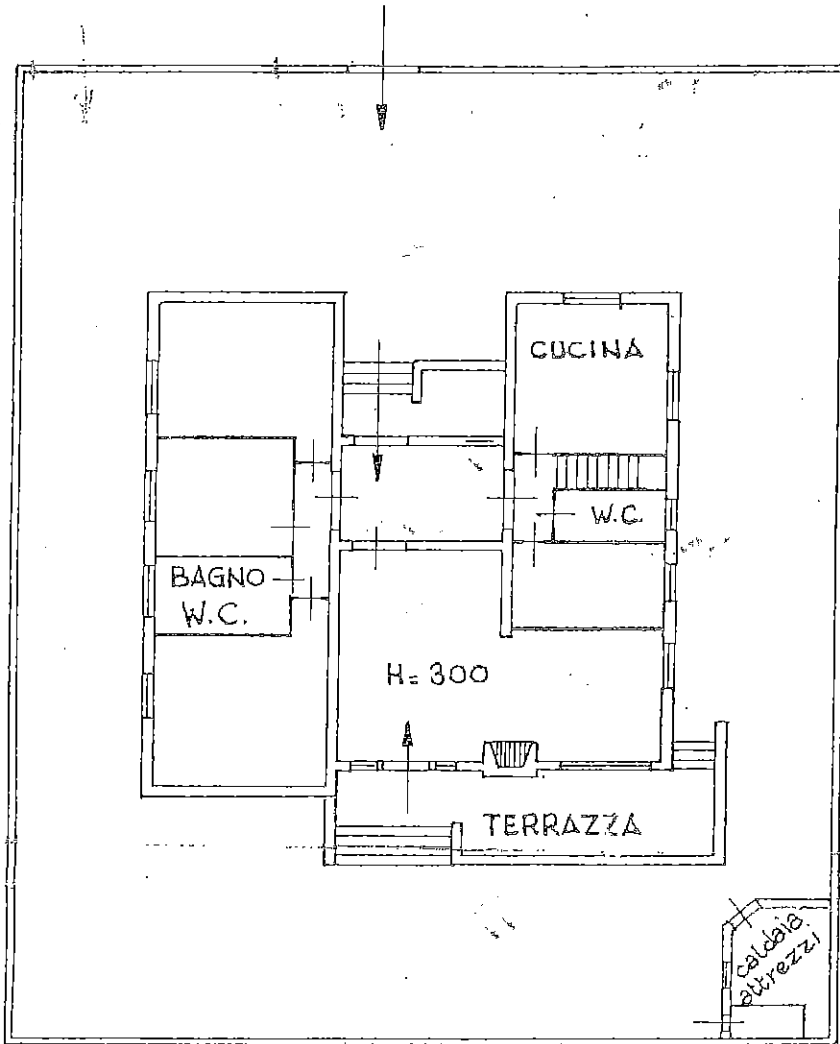 CUCINA
W.C.
BAGNO
W.C.
H= 300
TERRAZZA
caldaia
attrezzi